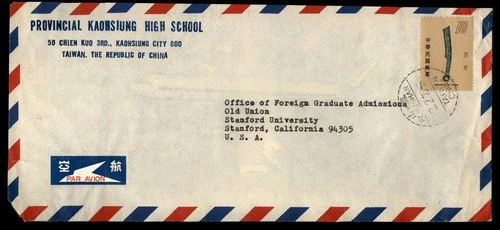 PROVINCIAL KAOHSIUNG HIGH SCHOOL
50 CHIEN KUO 3RD., KAOHSIUNG CITY 800
TAIWAN, THE REPUBLIC OF CHINA
10
中華民國郵票
Office of Foreign Graduate Admissions
Old Union
Stanford University
Stanford, California 94305
U. S. A.
空 航
PAR AVION